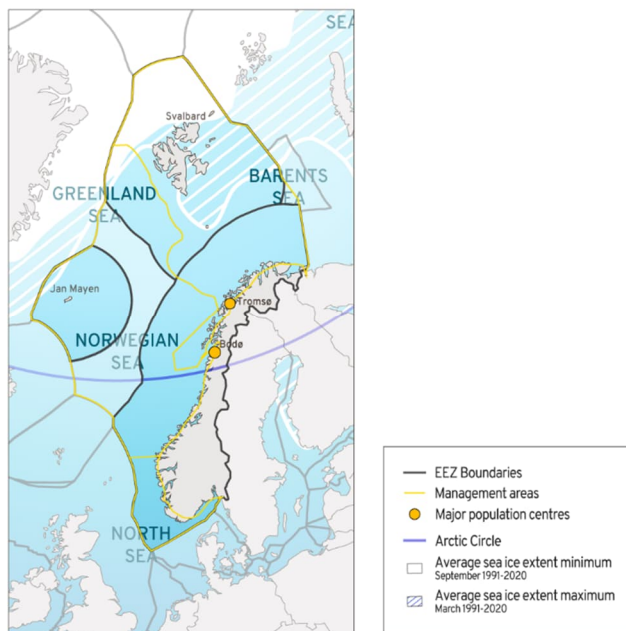 SEA
Svalbard
GREENLAND
SEA
BARENTS
SEA
Jan Mayen
Tromsø
NORWEGIAN
SEA
Bodø
NORTH
SEA
EEZ Boundaries
Management areas
Major population centres
Arctic Circle
Average sea ice extent minimum
September 1991-2020
Average sea ice extent maximum
March 1991-2020